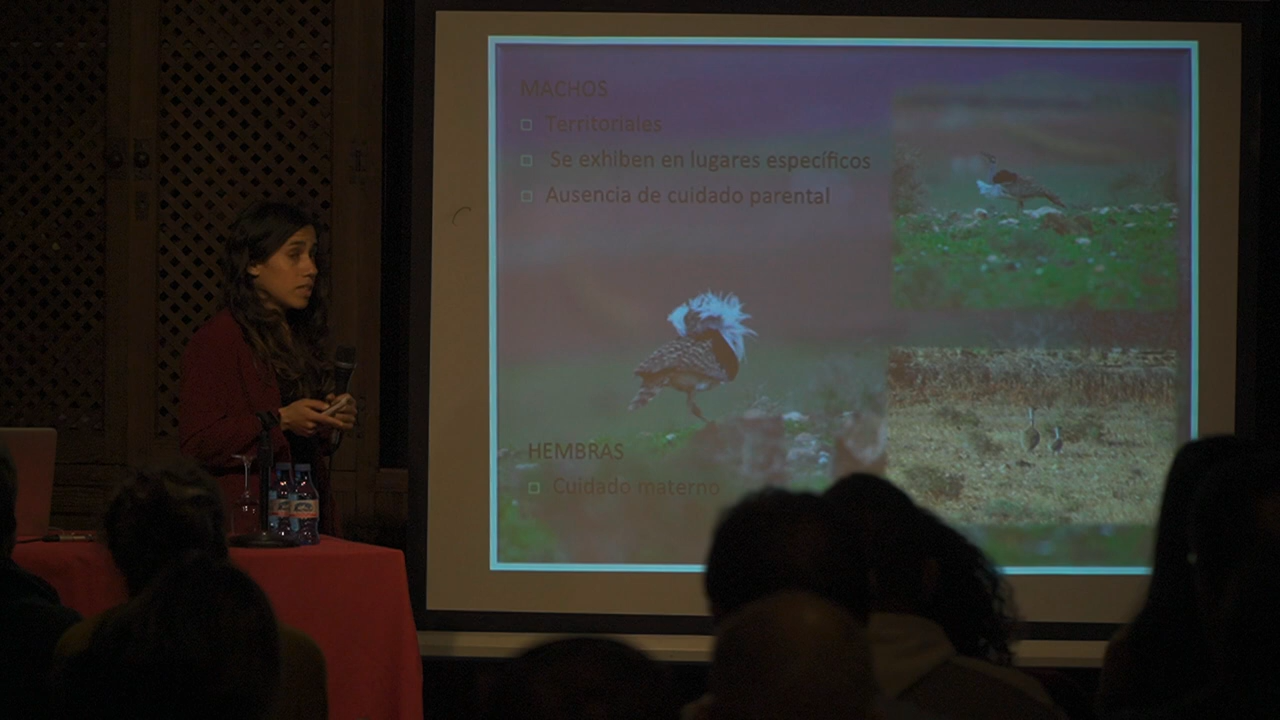 MACHOS
Territoriales
Se exhiben en lugares específicos
Ausencia de cuidado parental
HEMBRAS
Cuidado materno